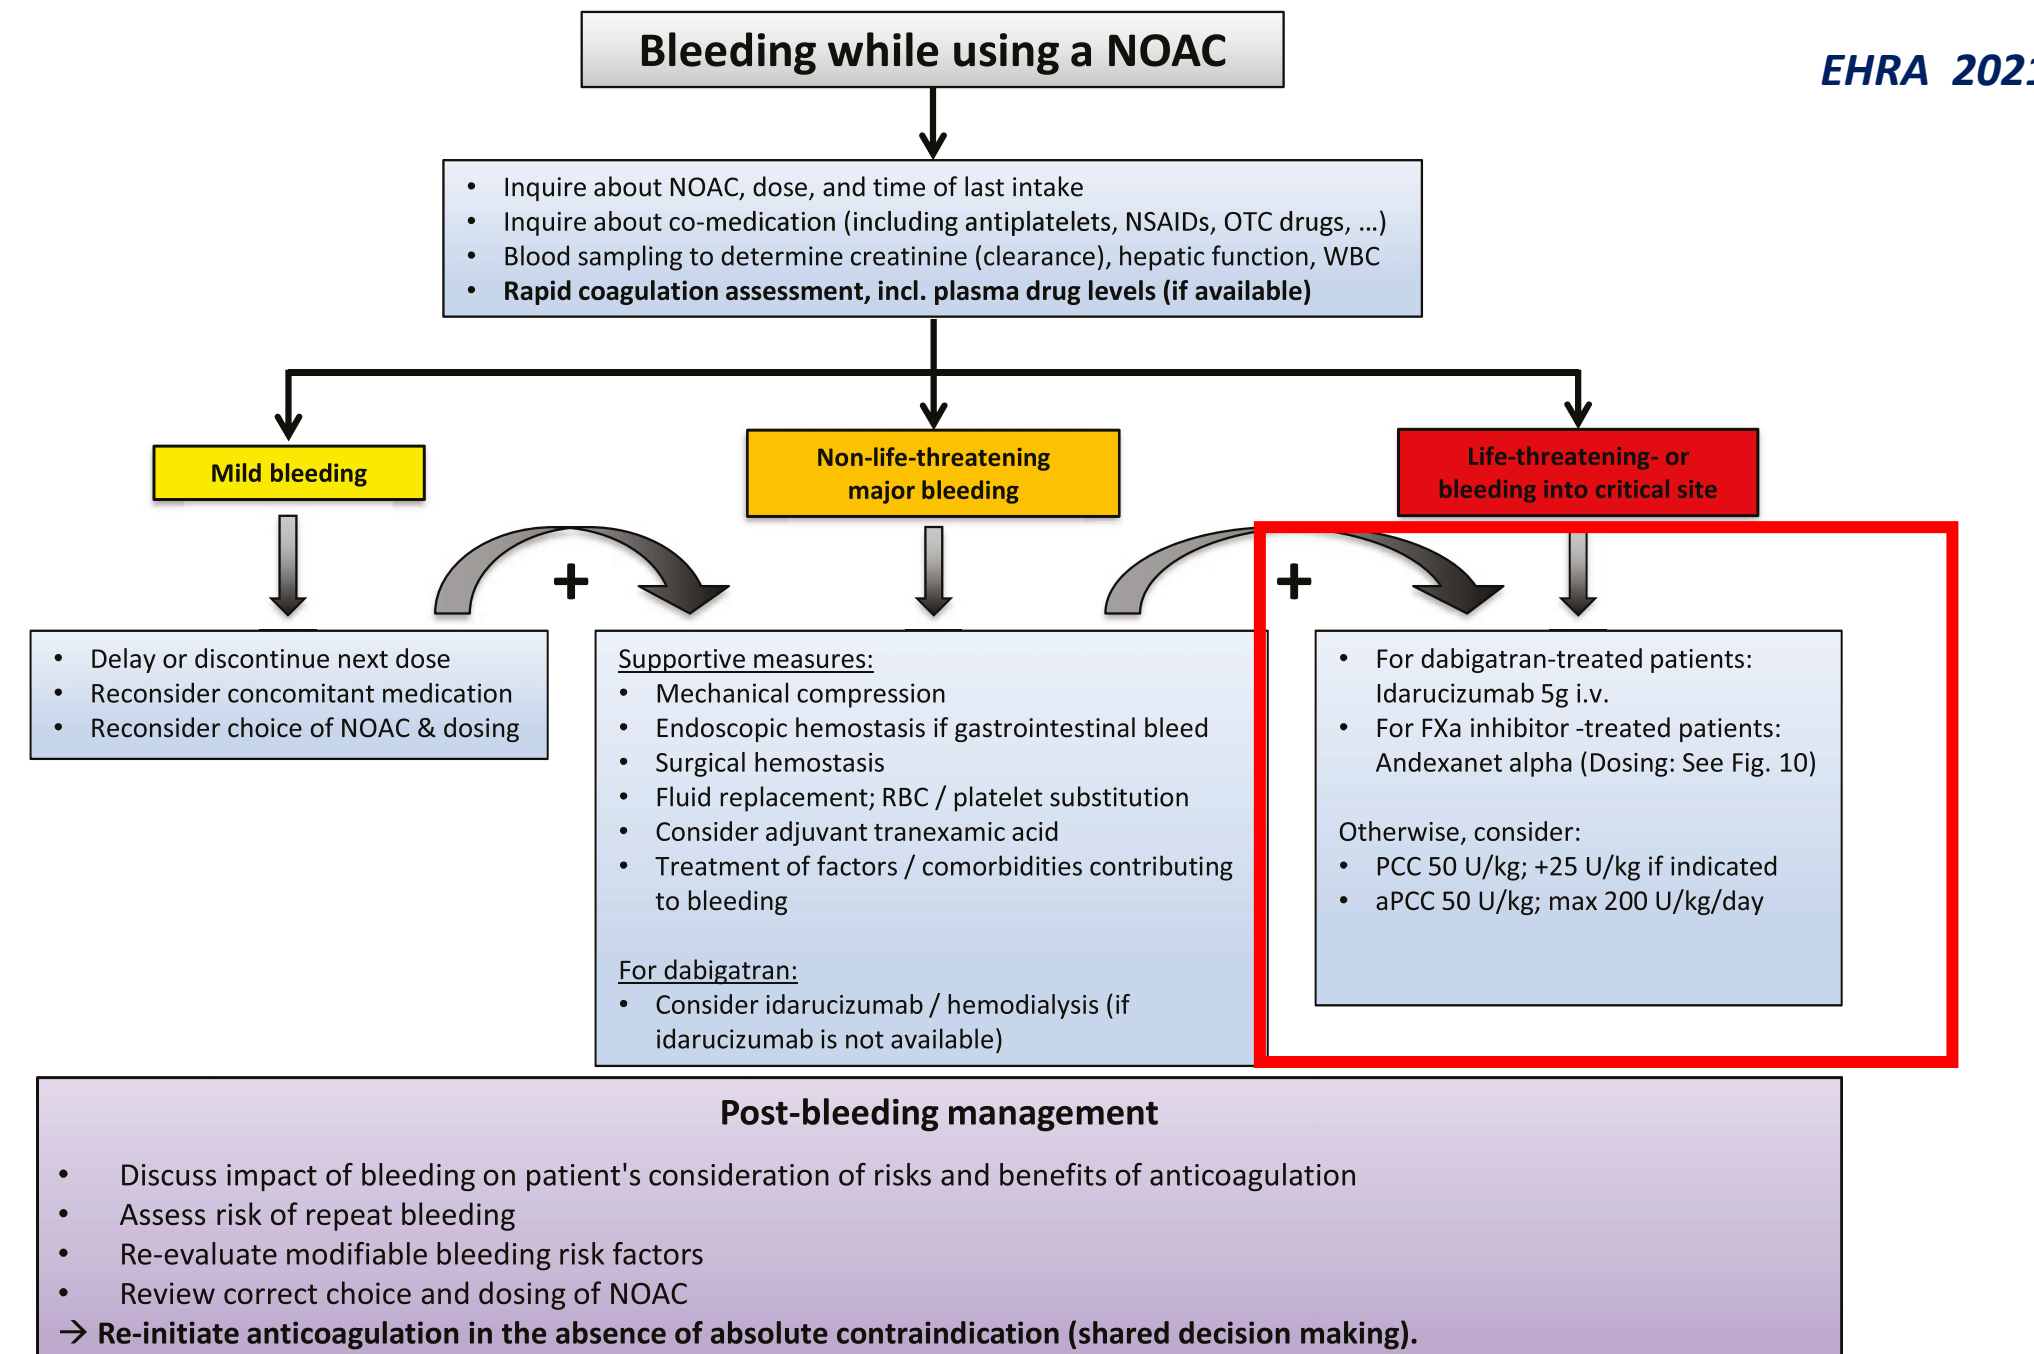 Bleeding while using a NOAC
EHRA 2021
• Inquire about NOAC, dose, and time of last intake
• Inquire about co-medication (including antiplatelets, NSAIDs, OTC drugs, ...)
• Blood sampling to determine creatinine (clearance), hepatic function, WBC
• Rapid coagulation assessment, incl. plasma drug levels (if available)
Mild bleeding
Non-life-threatening
major bleeding
Life-threatening- or
bleeding into critical site
+
+
• Delay or discontinue next dose
• Reconsider concomitant medication
• Reconsider choice of NOAC & dosing
Supportive measures:
• Mechanical compression
• Endoscopic hemostasis if gastrointestinal bleed
• Surgical hemostasis
• Fluid replacement; RBC / platelet substitution
• Consider adjuvant tranexamic acid
• Treatment of factors / comorbidities contributing
to bleeding
For dabigatran:
• Consider idarucizumab / hemodialysis (if
idarucizumab is not available)
• For dabigatran-treated patients:
Idarucizumab 5g i.v.
• For FXa inhibitor -treated patients:
Andexanet alpha (Dosing: See Fig. 10)
Otherwise, consider:
• PCC 50 U/kg; +25 U/kg if indicated
• aPCC 50 U/kg; max 200 U/kg/day
Post-bleeding management
• Discuss impact of bleeding on patient's consideration of risks and benefits of anticoagulation
• Assess risk of repeat bleeding
• Re-evaluate modifiable bleeding risk factors
• Review correct choice and dosing of NOAC
→ Re-initiate anticoagulation in the absence of absolute contraindication (shared decision making).